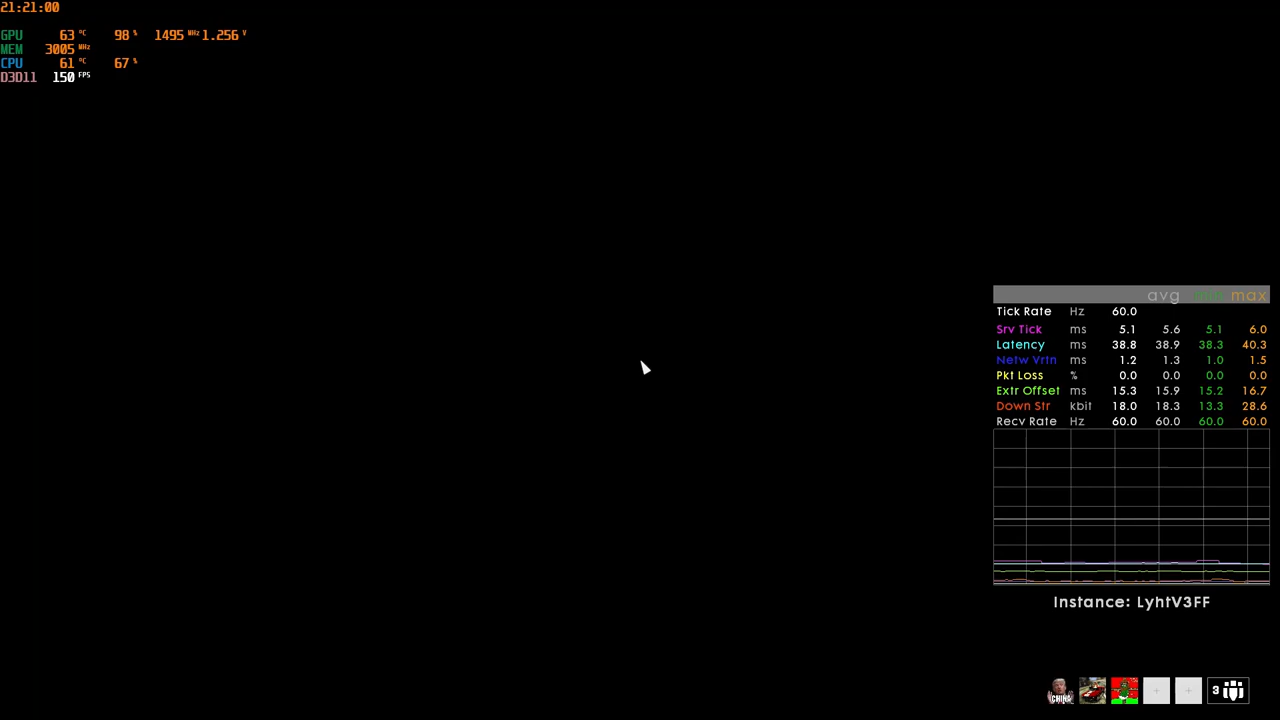 21:21:00
GPU 63 °C 98 % 1495 MHz 1.256 V
MEM 3005 MHz
CPU 61 °C 67 %
D3D11 150 FPS
avg min max
Tick Rate Hz 60.0
Srv Tick ms 5.1 5.6 5.1 6.0
Latency ms 38.8 38.9 38.3 40.3
Netw Vrtn ms 1.2 1.3 1.0 1.5
Pkt Loss % 0.0 0.0 0.0 0.0
Extr Offset ms 15.3 15.9 15.2 16.7
Down Str kbit 18.0 18.3 13.3 28.6
Recv Rate Hz 60.0 60.0 60.0 60.0
Instance: LyhtV3FF
CHINA
3